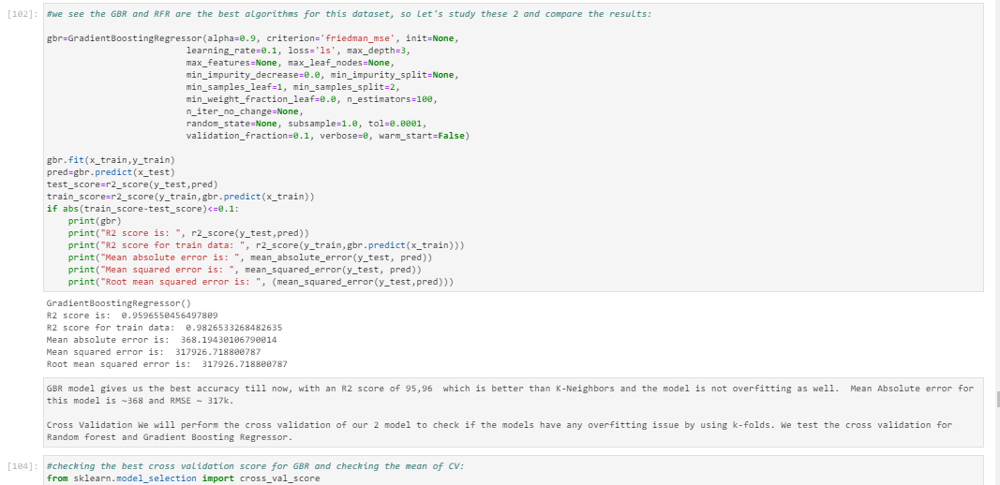 [102]: #we see the GBR and RFR are the best algorithms for this dataset, so let's study these 2 and compare the results:
gbr=GradientBoostingRegressor(alpha=0.9, criterion='friedman_mse', init=None,
learning_rate=0.1, loss='ls', max_depth=3,
max_features=None, max_leaf_nodes=None,
min_impurity_decrease=0.0, min_impurity_split=None,
min_samples_leaf=1, min_samples_split=2,
min_weight_fraction_leaf=0.0, n_estimators=100,
n_iter_no_change=None,
random_state=None, subsample=1.0, tol=0.0001,
validation_fraction=0.1, verbose=0, warm_start=False)
gbr.fit(x_train,y_train)
pred=gbr.predict(x_test)
test_score=r2_score(y_test,pred)
train_score=r2_score(y_train,gbr.predict(x_train))
if abs(train_score-test_score)<=0.1:
    print(gbr)
    print("R2 score is: ", r2_score(y_test,pred))
    print("R2 score for train data: ", r2_score(y_train,gbr.predict(x_train)))
    print("Mean absolute error is: ", mean_absolute_error(y_test, pred))
    print("Mean squared error is: ", mean_squared_error(y_test, pred))
    print("Root mean squared error is: ", (mean_squared_error(y_test,pred)))
GradientBoostingRegressor()
R2 score is:  0.9596550456497809
R2 score for train data:  0.9826533268482635
Mean absolute error is:  368.19430106790014
Mean squared error is:  317926.718800787
Root mean squared error is:  317926.718800787
GBR model gives us the best accuracy till now, with an R2 score of 95,96  which is better than K-Neighbors and the model is not overfitting as well.  Mean Absolute error for
this model is ~368 and RMSE ~ 317k.
Cross Validation We will perform the cross validation of our 2 model to check if the models have any overfitting issue by using k-folds. We test the cross validation for
Random forest and Gradient Boosting Regressor.
[104]: #checking the best cross validation score for GBR and checking the mean of CV:
from sklearn.model_selection import cross_val_score